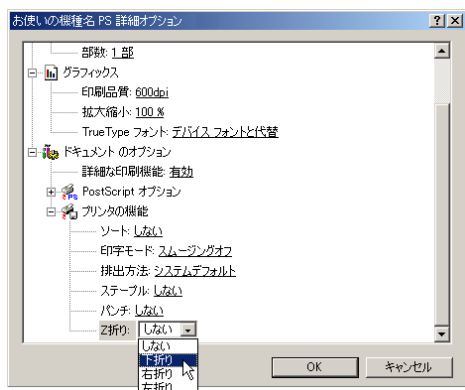 お使いの機種名 PS 詳細オプション
部数: 1 部
グラフィックス
印刷品質: 600dpi
拡大縮小: 100 %
TrueType フォント: デバイス フォントと代替
ドキュメント のオプション
詳細な印刷機能: 有効
PostScript オプション
プリンタの機能
ソート: しない
印字モード: スムージングオフ
排出方法: システムデフォルト
ステープル: しない
パンチ: しない
Z折り: しない
しない
下折り
右折り
左折り
OK キャンセル